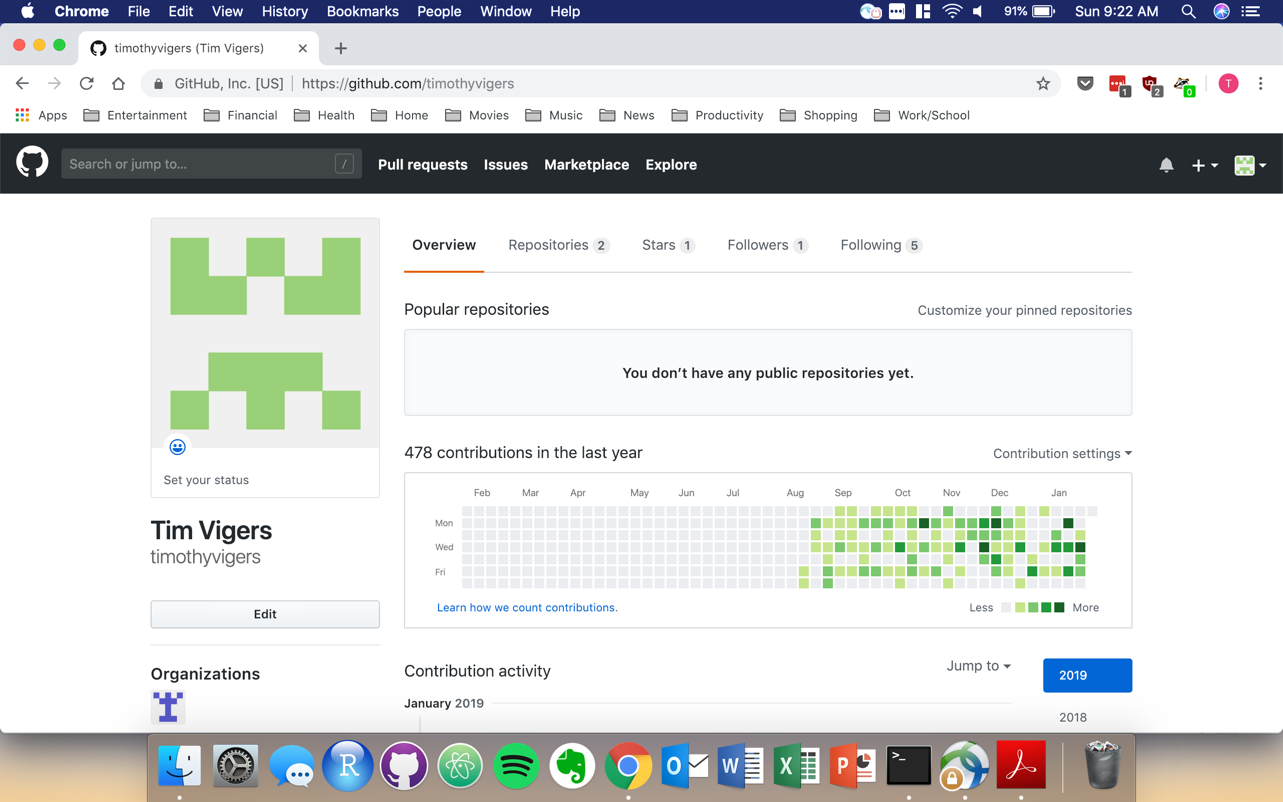 Chrome File Edit View History Bookmarks People Window Help 91% Sun 9:22 AM
timothyvigers (Tim Vigers)
GitHub, Inc. [US] https://github.com/timothyvigers 1 2 0 T
Apps Entertainment Financial Health Home Movies Music News Productivity Shopping Work/School
Search or jump to... / Pull requests Issues Marketplace Explore
Overview Repositories 2 Stars 1 Followers 1 Following 5
Popular repositories Customize your pinned repositories
You don’t have any public repositories yet.
478 contributions in the last year Contribution settings
Set your status
Feb Mar Apr May Jun Jul Aug Sep Oct Nov Dec Jan
Mon
Wed
Fri
Learn how we count contributions. Less More
Tim Vigers
timothyvigers
Edit
Organizations
Contribution activity Jump to 2019
January 2019
2018
R O W X P >_